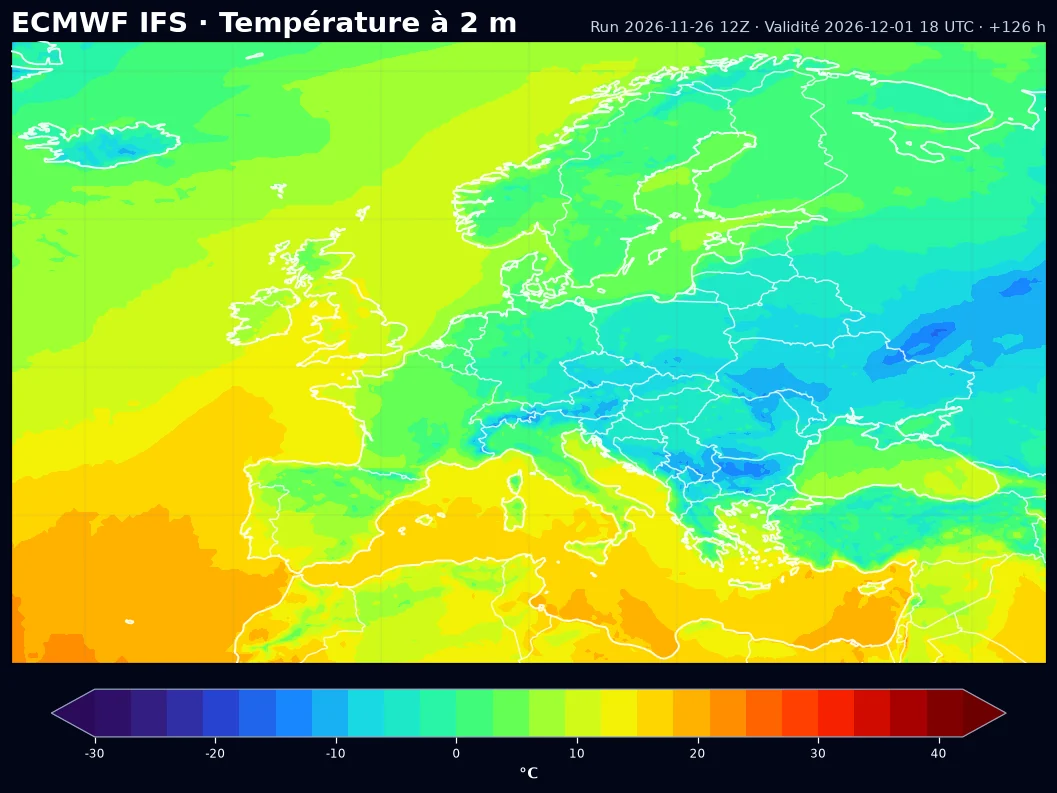 ECMWF IFS · Température à 2 m
Run 2026-11-26 12Z · Validité 2026-12-01 18 UTC · +126 h
-30 -20 -10 0 10 20 30 40
°C